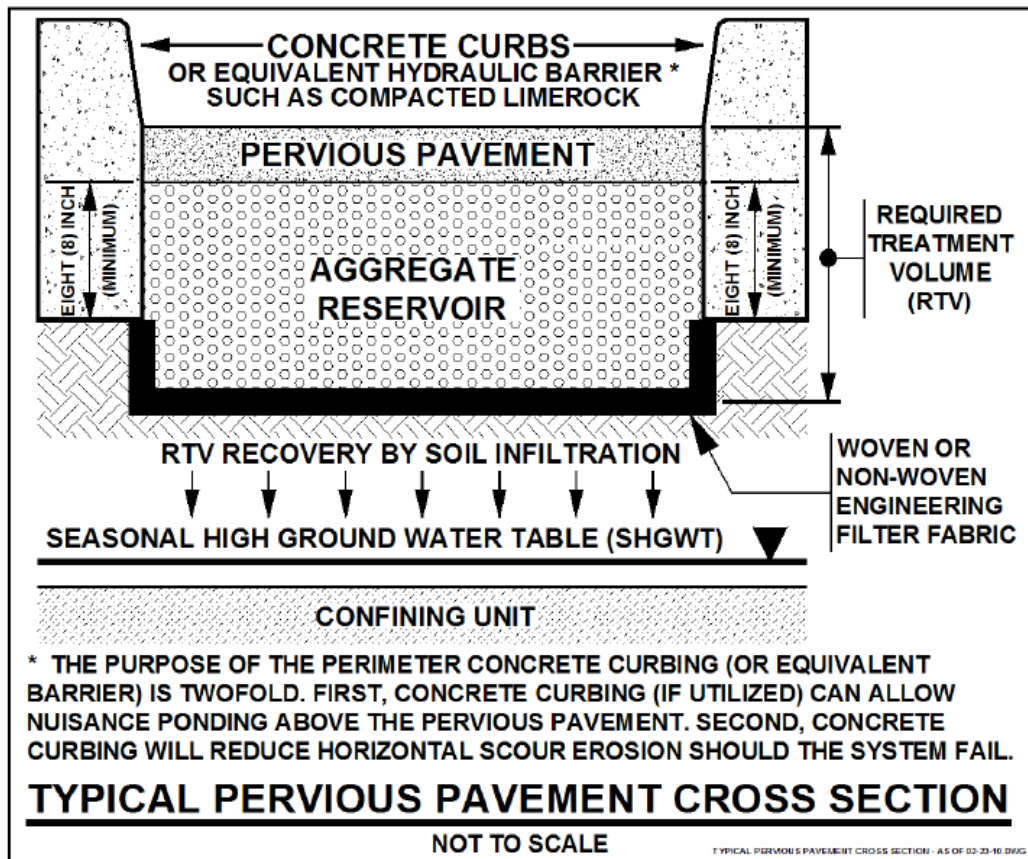 CONCRETE CURBS
OR EQUIVALENT HYDRAULIC BARRIER *
SUCH AS COMPACTED LIMEROCK
PERVIOUS PAVEMENT
EIGHT (8) INCH
(MINIMUM)
AGGREGATE
RESERVOIR
EIGHT (8) INCH
(MINIMUM)
REQUIRED
TREATMENT
VOLUME
(RTV)
RTV RECOVERY BY SOIL INFILTRATION
WOVEN OR
NON-WOVEN
ENGINEERING
FILTER FABRIC
SEASONAL HIGH GROUND WATER TABLE (SHGWT)
CONFINING UNIT
* THE PURPOSE OF THE PERIMETER CONCRETE CURBING (OR EQUIVALENT
BARRIER) IS TWOFOLD. FIRST, CONCRETE CURBING (IF UTILIZED) CAN ALLOW
NUISANCE PONDING ABOVE THE PERVIOUS PAVEMENT. SECOND, CONCRETE
CURBING WILL REDUCE HORIZONTAL SCOUR EROSION SHOULD THE SYSTEM FAIL.
TYPICAL PERVIOUS PAVEMENT CROSS SECTION
NOT TO SCALE
TYPICAL PERVIOUS PAVEMENT CROSS SECTION - AS OF 02-23-10.DWG